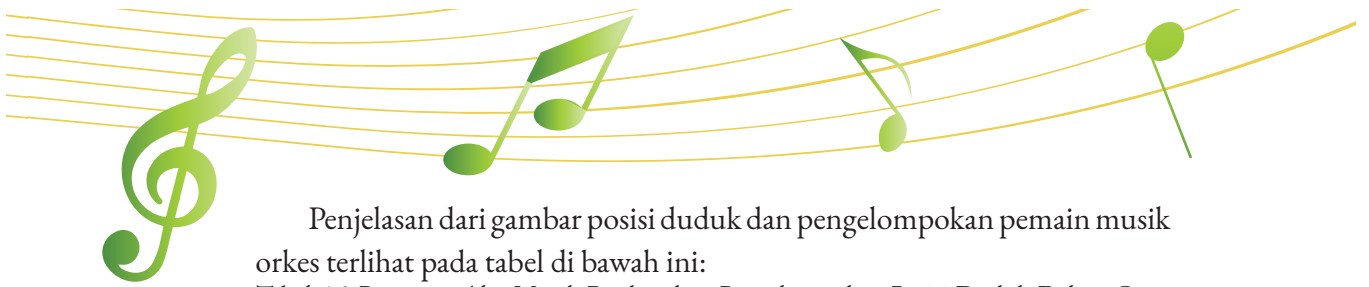 Penjelasan dari gambar posisi duduk dan pengelompokan pemain musik
orkes terlihat pada tabel di bawah ini: